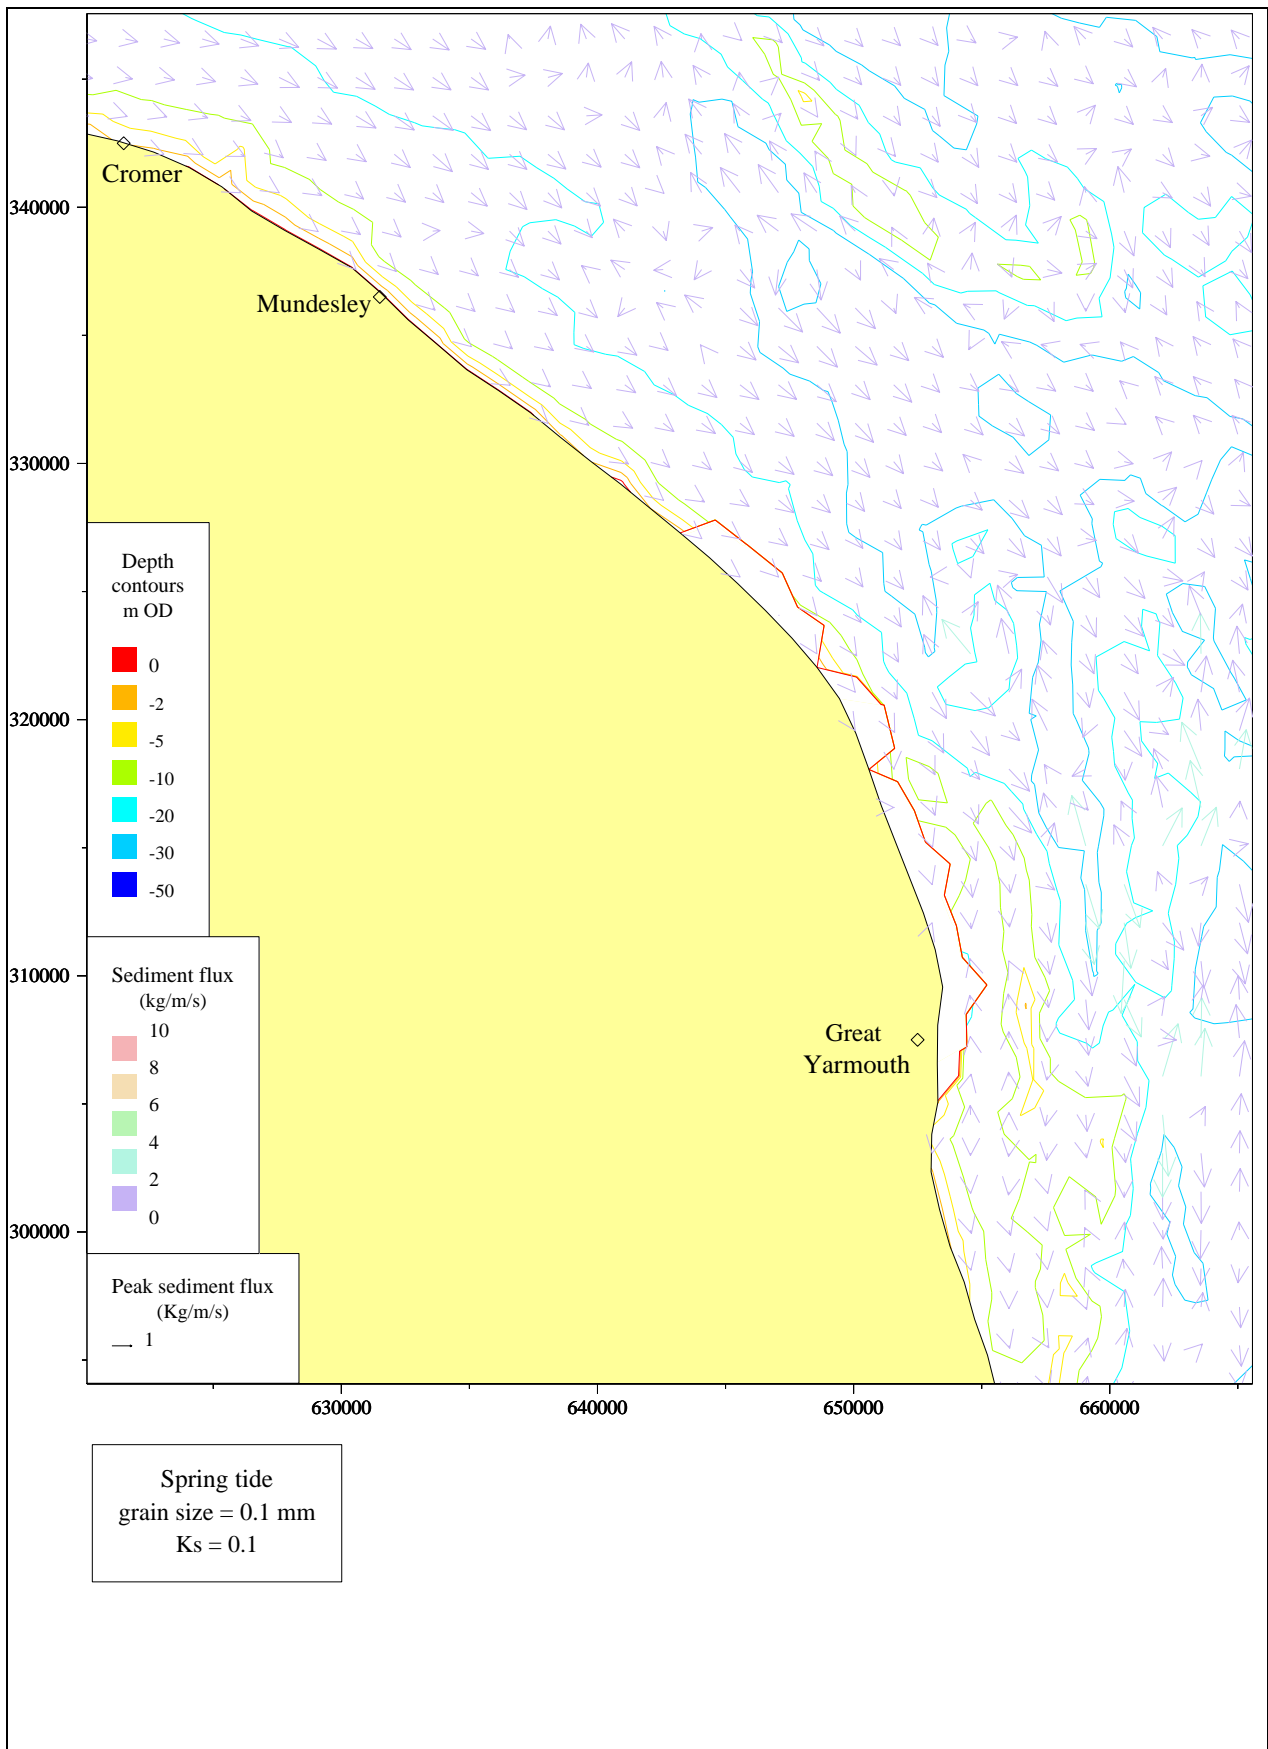 Cromer
340000
Mundesley
330000
Depth
contours
m OD
0
-2
-5
-10
-20
-30
-50
320000
310000
Sediment flux
(kg/m/s)
10
8
6
4
2
0
Great
Yarmouth
300000
Peak sediment flux
(Kg/m/s)
1
630000 640000 650000 660000
Spring tide
grain size = 0.1 mm
Ks = 0.1